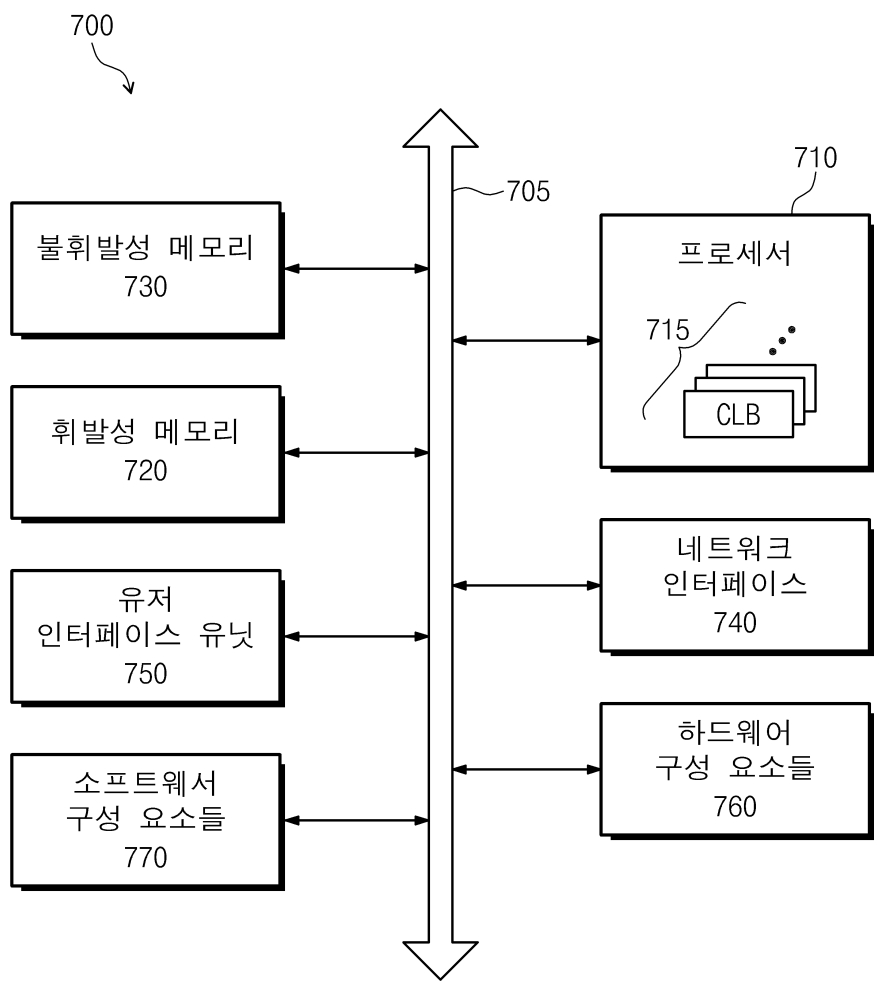 700
705
710
불휘발성 메모리
730
프로세서
715
CLB
휘발성 메모리
720
네트워크
인터페이스
740
유저
인터페이스 유닛
750
하드웨어
구성 요소들
760
소프트웨서
구성 요소들
770